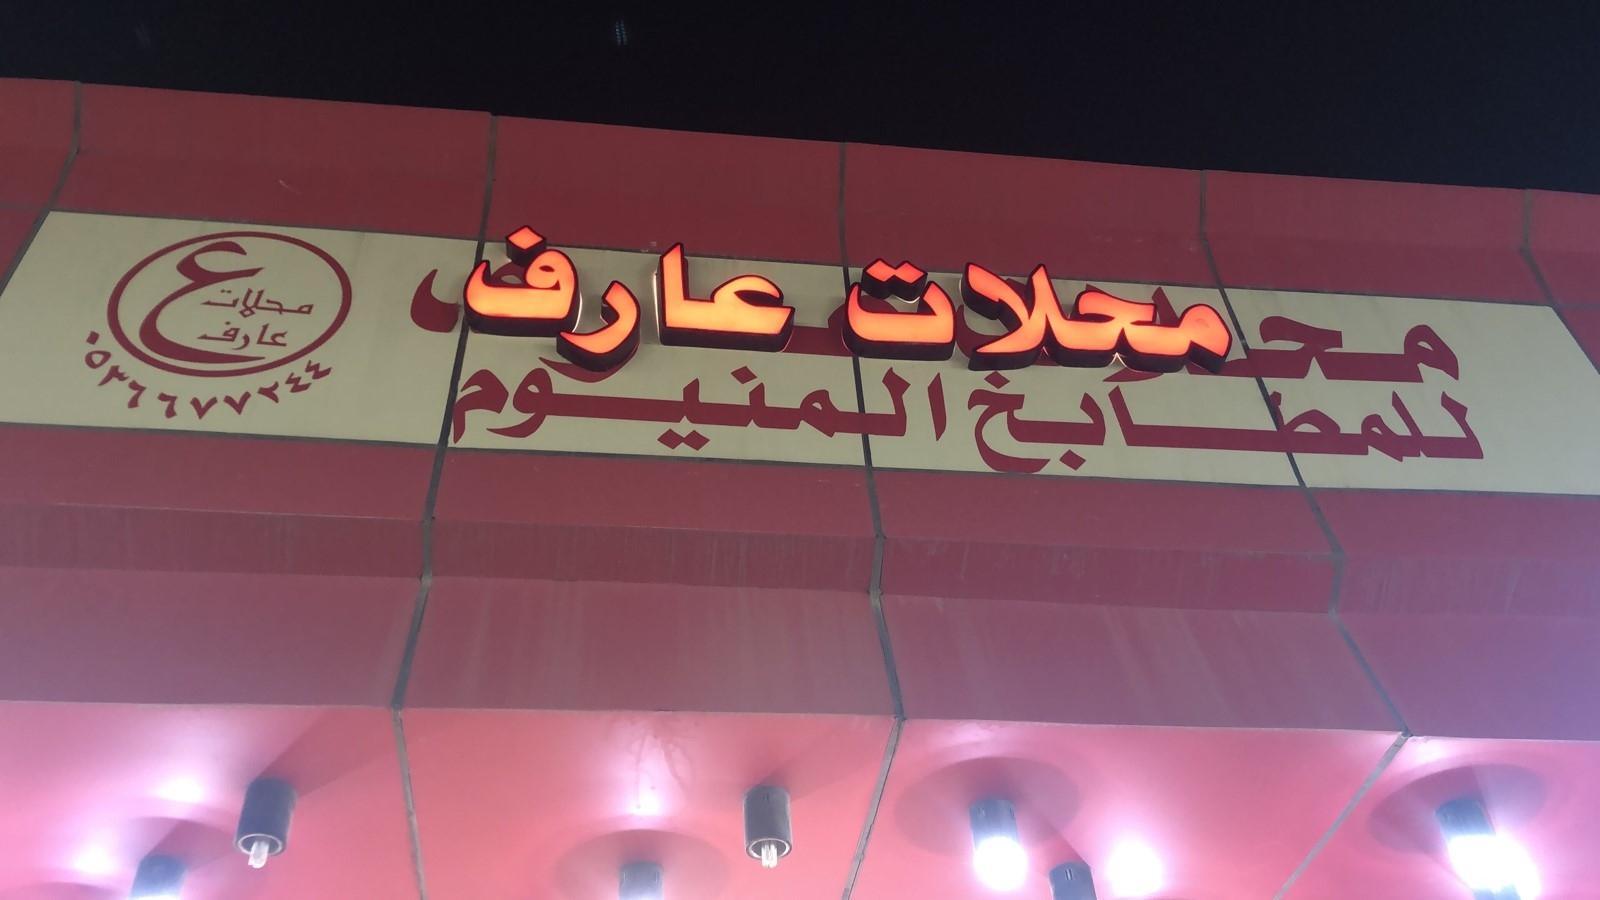 محلات عارف
محلات عارف
للمطابخ المنيوم
ع
محلات
عارف
٠٥٣٦٦٧٧٢٤٤